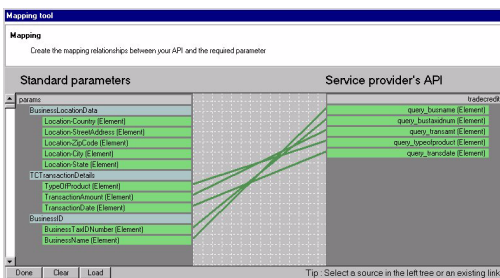 Mapping tool
Mapping
Create the mapping relationships between your API and the required parameter
Standard parameters
Service provider's API
params
BusinessLocationData
Location-Country (Element)
Location-StreetAddress (Element)
Location-ZipCode (Element)
Location-City (Element)
Location-State (Element)
TCTransactionDetails
TypeOfProduct (Element)
TransactionAmount (Element)
TransactionDate (Element)
BusinessID
BusinessTaxIDNumber (Element)
BusinessName (Element)
tradecredit
query_busname (Element)
query_bustaxidnum (Element)
query_transamt (Element)
query_typeofproduct (Element)
query_transdate (Element)
Done
Clear
Load
Tip : Select a source in the left tree or an existing link